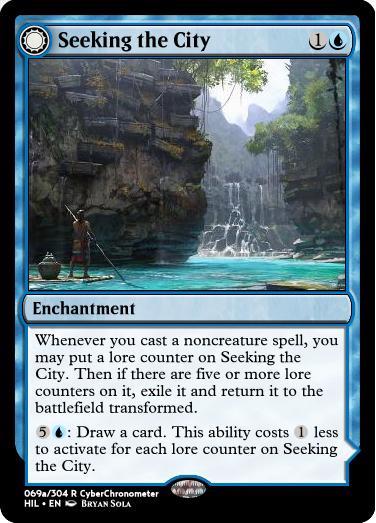 Seeking the City 1
Enchantment
Whenever you cast a noncreature spell, you
may put a lore counter on Seeking the
City. Then if there are five or more lore
counters on it, exile it and return it to the
battlefield transformed.
5 : Draw a card. This ability costs 1 less
to activate for each lore counter on Seeking
the City.
069a/304 R CyberChronometer
HIL • EN Bryan Sola